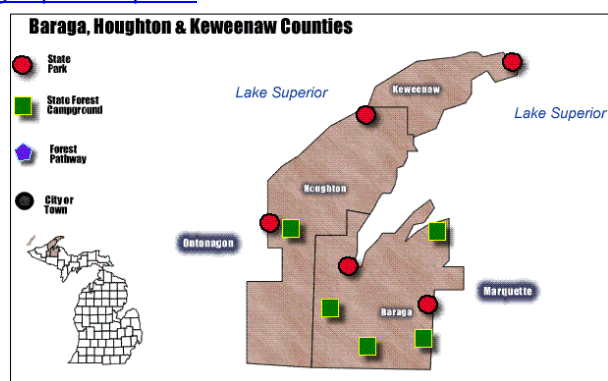 Baraga, Houghton & Keweenaw Counties
State
Park
State Forest
Campground
Forest
Pathway
City or
Town
Lake Superior
Keweenaw
Lake Superior
Houghton
Ontonagon
Marquette
Baraga